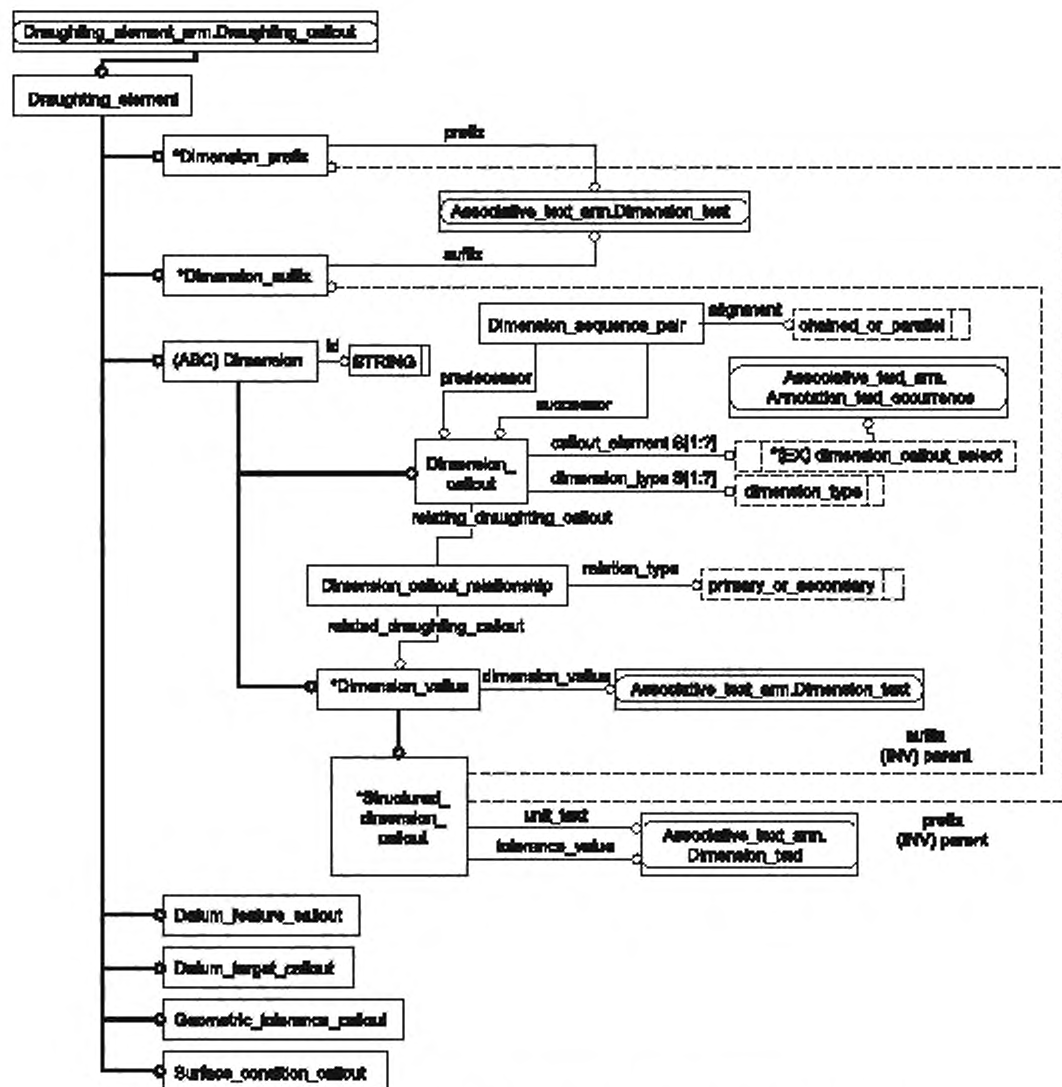 Draughting_element_arm.Draughting_callout
Draughting_element
prefix
*Dimension_prefix
Associative_text_arm.Dimension_text
suffix
*Dimension_suffix
alignment
Dimension_sequence_pair
chained_or_parallel
id
(ABC) Dimension
STRING
predecessor
Associative_text_arm.
Annotation_text_occurrence
successor
callout_element S[1:?]
*(EX) dimension_callout_select
Dimension_
callout
dimension_type S[1:?]
dimension_type
relating_draughting_callout
relation_type
Dimension_callout_relationship
primary_or_secondary
related_draughting_callout
*Dimension_value
dimension_value
Associative_text_arm.Dimension_text
suffix
(INV) parent
*Structured_
dimension_
callout
unit_text
prefix
(INV) parent
Associative_text_arm.
Dimension_text
tolerance_value
Datum_feature_callout
Datum_target_callout
Geometric_tolerance_callout
Surface_condition_callout